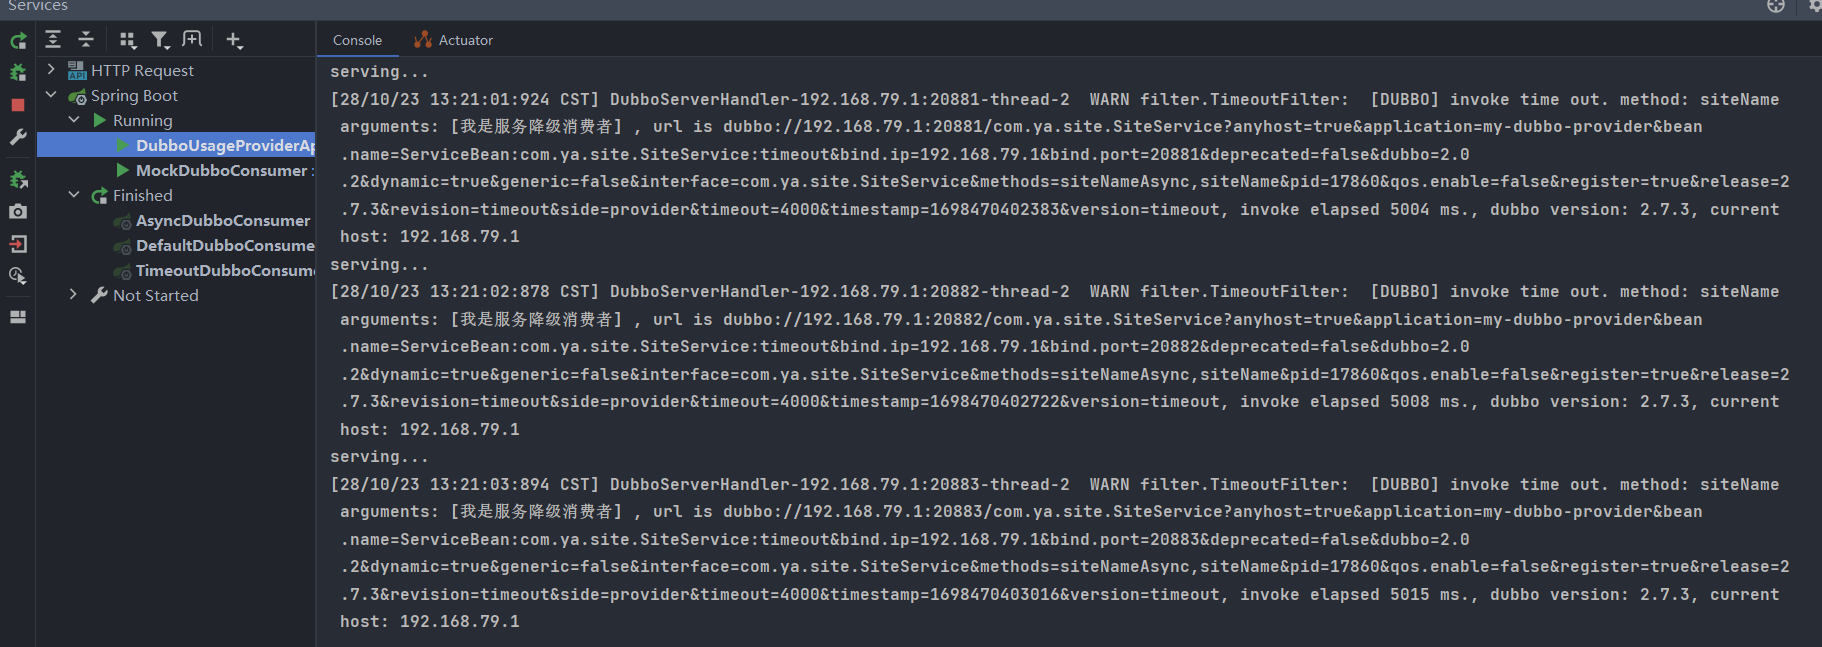 Services
HTTP Request
Spring Boot
Running
DubboUsageProviderAp
MockDubboConsumer :
Finished
AsyncDubboConsumer
DefaultDubboConsume
TimeoutDubboConsume
Not Started
Console
Actuator
serving...
[28/10/23 13:21:01:924 CST] DubboServerHandler-192.168.79.1:20881-thread-2  WARN filter.TimeoutFilter:  [DUBBO] invoke time out. method: siteName
arguments: [我是服务降级消费者] , url is dubbo://192.168.79.1:20881/com.ya.site.SiteService?anyhost=true&application=my-dubbo-provider&bean
.name=ServiceBean:com.ya.site.SiteService:timeout&bind.ip=192.168.79.1&bind.port=20881&deprecated=false&dubbo=2.0
.2&dynamic=true&generic=false&interface=com.ya.site.SiteService&methods=siteNameAsync,siteName&pid=17860&qos.enable=false&register=true&release=2
.7.3&revision=timeout&side=provider&timeout=4000&timestamp=1698470402383&version=timeout, invoke elapsed 5004 ms., dubbo version: 2.7.3, current
host: 192.168.79.1
serving...
[28/10/23 13:21:02:878 CST] DubboServerHandler-192.168.79.1:20882-thread-2  WARN filter.TimeoutFilter:  [DUBBO] invoke time out. method: siteName
arguments: [我是服务降级消费者] , url is dubbo://192.168.79.1:20882/com.ya.site.SiteService?anyhost=true&application=my-dubbo-provider&bean
.name=ServiceBean:com.ya.site.SiteService:timeout&bind.ip=192.168.79.1&bind.port=20882&deprecated=false&dubbo=2.0
.2&dynamic=true&generic=false&interface=com.ya.site.SiteService&methods=siteNameAsync,siteName&pid=17860&qos.enable=false&register=true&release=2
.7.3&revision=timeout&side=provider&timeout=4000&timestamp=1698470402722&version=timeout, invoke elapsed 5008 ms., dubbo version: 2.7.3, current
host: 192.168.79.1
serving...
[28/10/23 13:21:03:894 CST] DubboServerHandler-192.168.79.1:20883-thread-2  WARN filter.TimeoutFilter:  [DUBBO] invoke time out. method: siteName
arguments: [我是服务降级消费者] , url is dubbo://192.168.79.1:20883/com.ya.site.SiteService?anyhost=true&application=my-dubbo-provider&bean
.name=ServiceBean:com.ya.site.SiteService:timeout&bind.ip=192.168.79.1&bind.port=20883&deprecated=false&dubbo=2.0
.2&dynamic=true&generic=false&interface=com.ya.site.SiteService&methods=siteNameAsync,siteName&pid=17860&qos.enable=false&register=true&release=2
.7.3&revision=timeout&side=provider&timeout=4000&timestamp=1698470403016&version=timeout, invoke elapsed 5015 ms., dubbo version: 2.7.3, current
host: 192.168.79.1